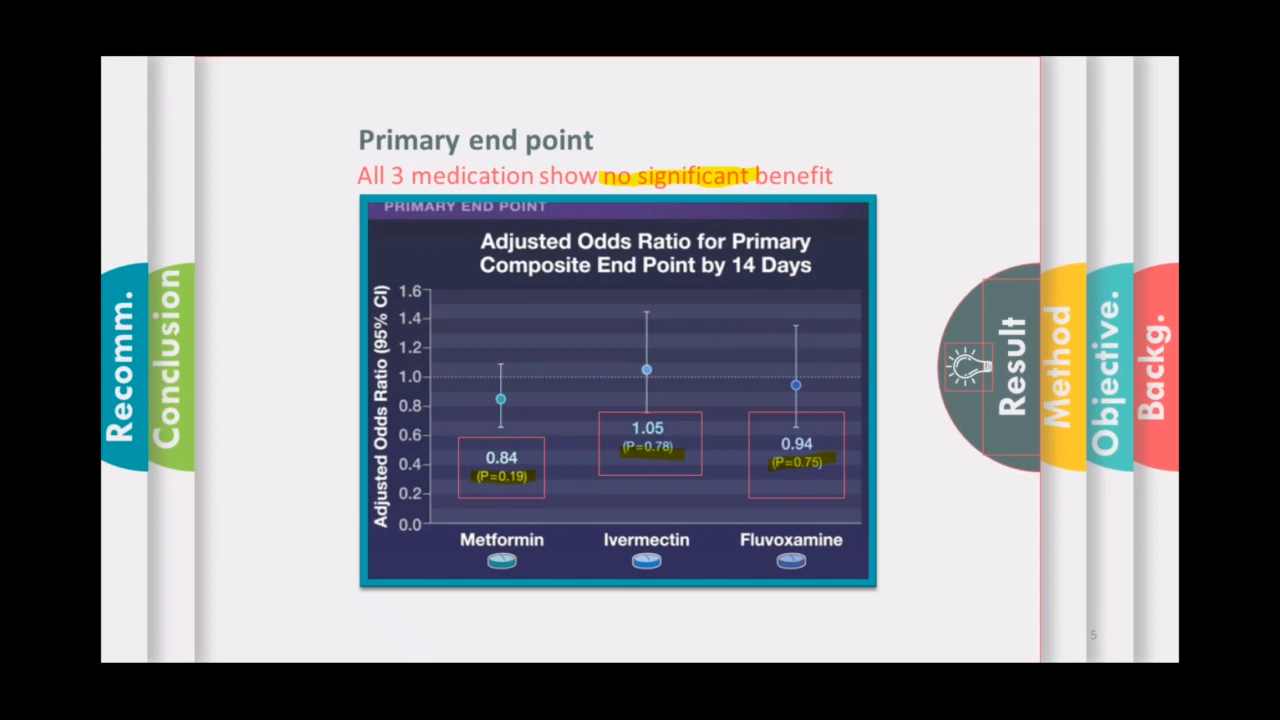 Recomm.
Conclusion
Primary end point
All 3 medication show no significant benefit
PRIMARY END POINT
Adjusted Odds Ratio for Primary
Composite End Point by 14 Days
Adjusted Odds Ratio (95% CI)
1.6
1.4
1.2
1.0
0.8
0.6
0.4
0.2
0.0
0.84
(P=0.19)
1.05
(P=0.78)
0.94
(P=0.75)
Metformin
Ivermectin
Fluvoxamine
Result
Method
Objective.
Backg.
5